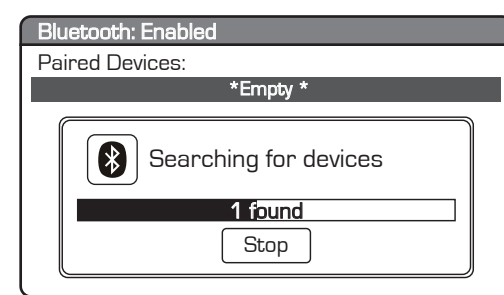 Bluetooth: Enabled
Paired Devices:
*Empty *
Searching for devices
1 found
Stop